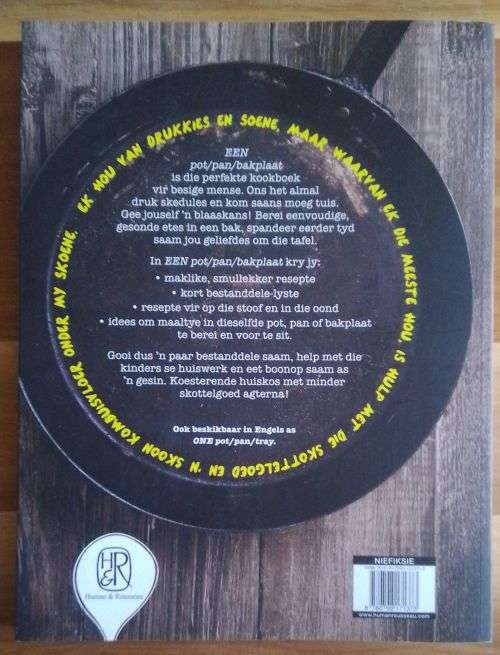 EK HOU VAN DRUKKIES EN SOENE, MAAR WAARVAN EK DIE MEESTE HOU, IS HULP MET DIE SKOTTELGOED EN 'N SKOON KOMBUISVLOER ONDER MY SKOENE.
EEN
pot/pan/bakplaat
is die perfekte kookboek
vir besige mense. Ons het almal
druk skedules en kom saans moeg tuis.
Gee jouself 'n blaaskans! Berei eenvoudige,
gesonde etes in een bak, spandeer eerder tyd
saam jou geliefdes om die tafel.
In EEN pot/pan/bakplaat kry jy:
• maklike, smullekker resepte
• kort bestanddele-lyste
• resepte vir op die stoof en in die oond
• idees om maaltye in dieselfde pot, pan of bakplaat
te berei en voor te sit.
Gooi dus 'n paar bestanddele saam, help met die
kinders se huiswerk en eet boonop saam as
'n gesin. Koesterende huiskos met minder
skottelgoed agterna!
Ook beskikbaar in Engels as
ONE pot/pan/tray.
H&R
Human & Rousseau
NIEFIKSIE
www.humanrousseau.com